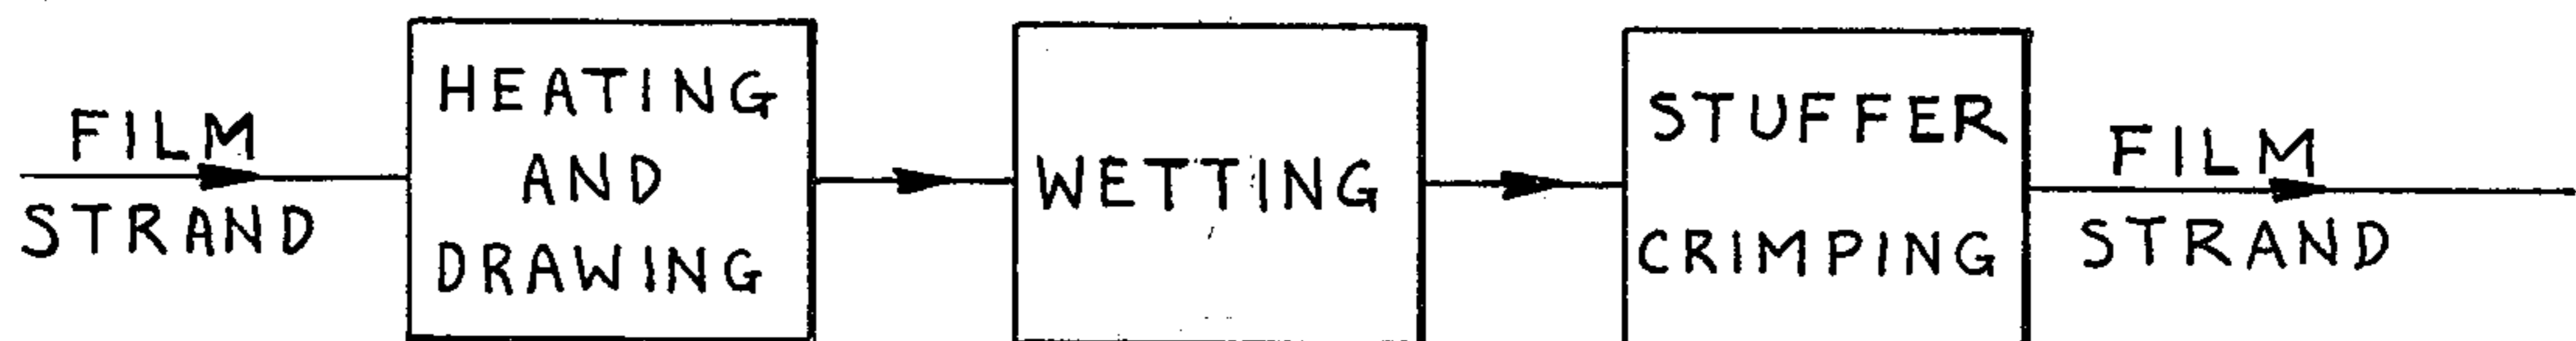 FILM
STRAND
HEATING
AND
DRAWING
WETTING
STUFFER
CRIMPING
FILM
STRAND